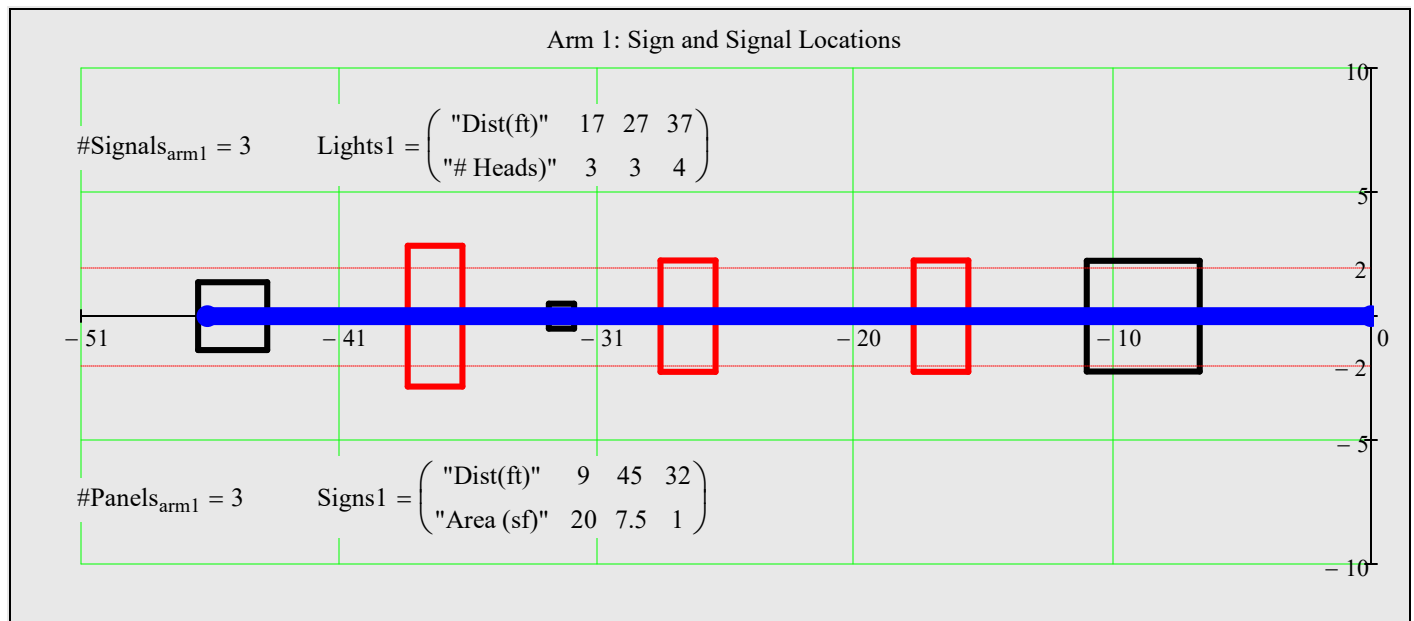 Arm 1: Sign and Signal Locations
10
#Signals_arm1 = 3 Lights1 = ( "Dist(ft)" 17 27 37
"# Heads)" 3 3 4 )
5
2
− 51 − 41 − 31 − 20 − 10 0
− 2
− 5
#Panels_arm1 = 3 Signs1 = ( "Dist(ft)" 9 45 32
"Area (sf)" 20 7.5 1 )
− 10